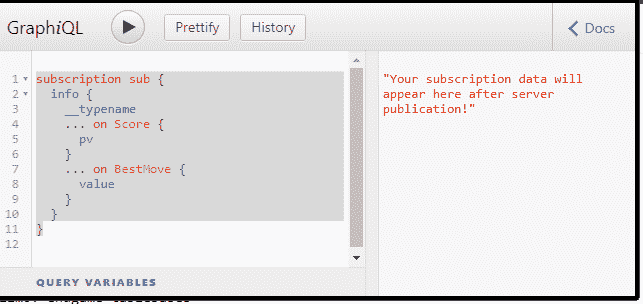 GraphiQL
Prettify
History
Docs
1 subscription sub {
2 info {
3 __typename
4 ... on Score {
5 pv
6 }
7 ... on BestMove {
8 value
9 }
10 }
11 }
12
"Your subscription data will
appear here after server
publication!"
QUERY VARIABLES